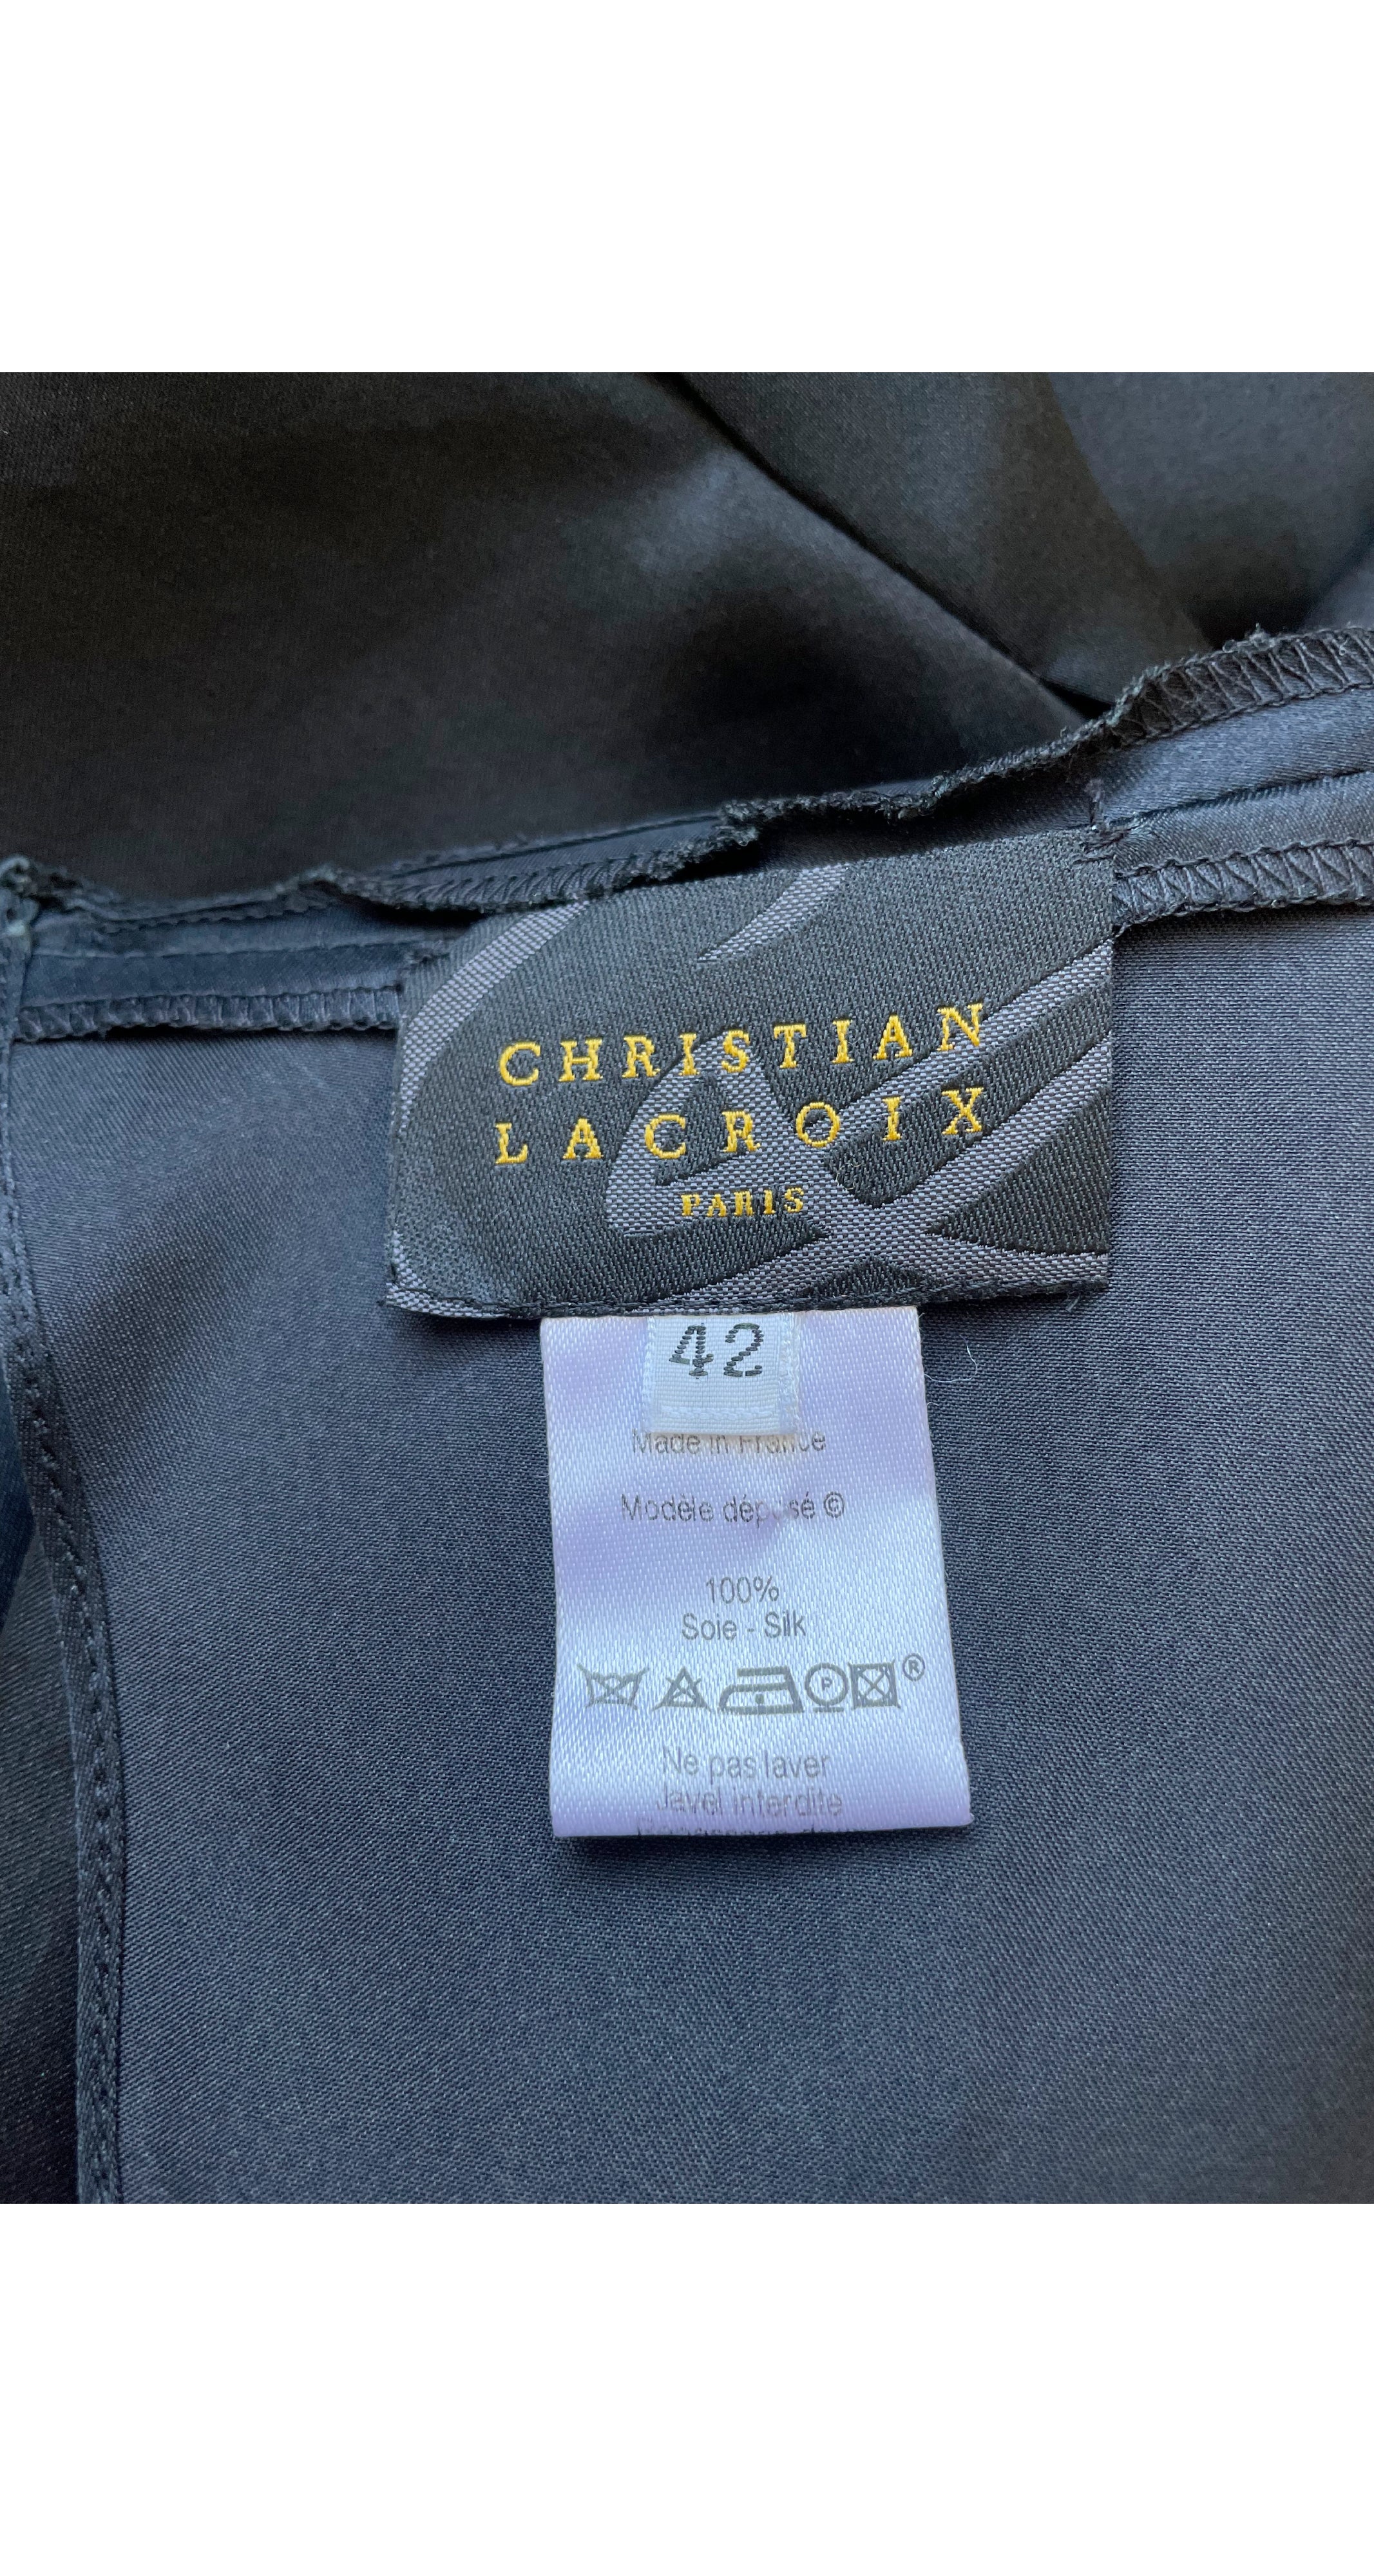 CHRISTIAN
LACROIX
PARIS
42
Made in France
Modèle déposé ©
100%
Soie - Silk
P ®
Ne pas laver
Javel interdite